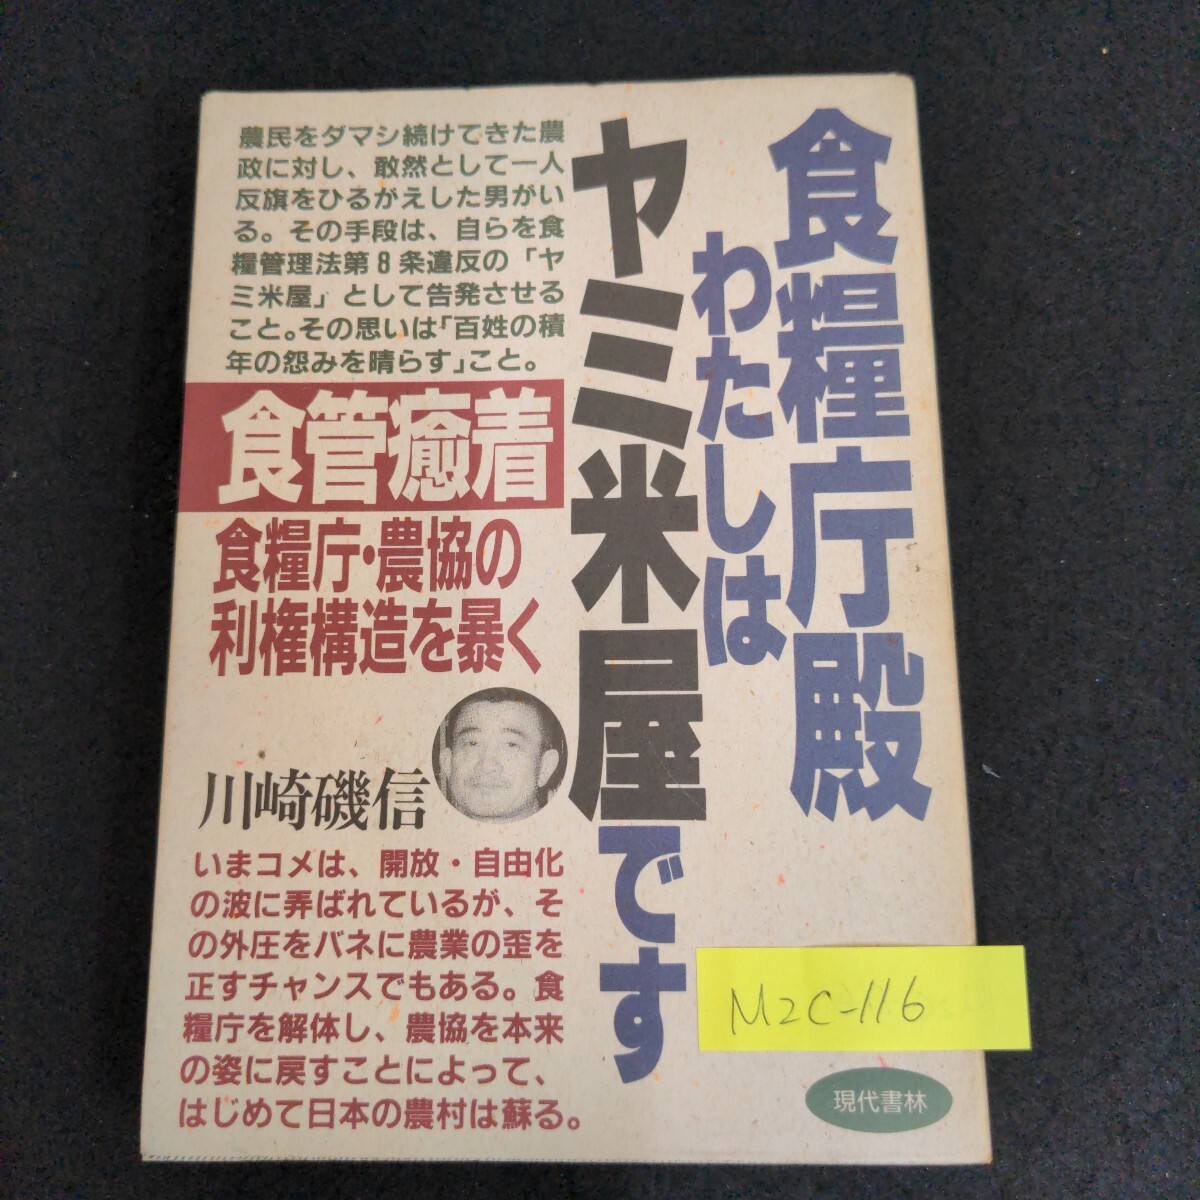 食糧庁殿
わたしは
ヤミ米屋です
農民をダマシ続けてきた農
政に対し、敢然として一人
反旗をひるがえした男がい
る。その手段は、自らを食
糧管理法第8条違反の「ヤ
ミ米屋」として告発させる
こと。その思いは「百姓の積
年の怨みを晴らす」こと。
食管癒着
食糧庁・農協の
利権構造を暴く
川崎磯信
いまコメは、開放・自由化
の波に弄ばれているが、そ
の外圧をバネに農業の歪を
正すチャンスでもある。食
糧庁を解体し、農協を本来
の姿に戻すことによって、
はじめて日本の農村は蘇る。
M2C-116
現代書林